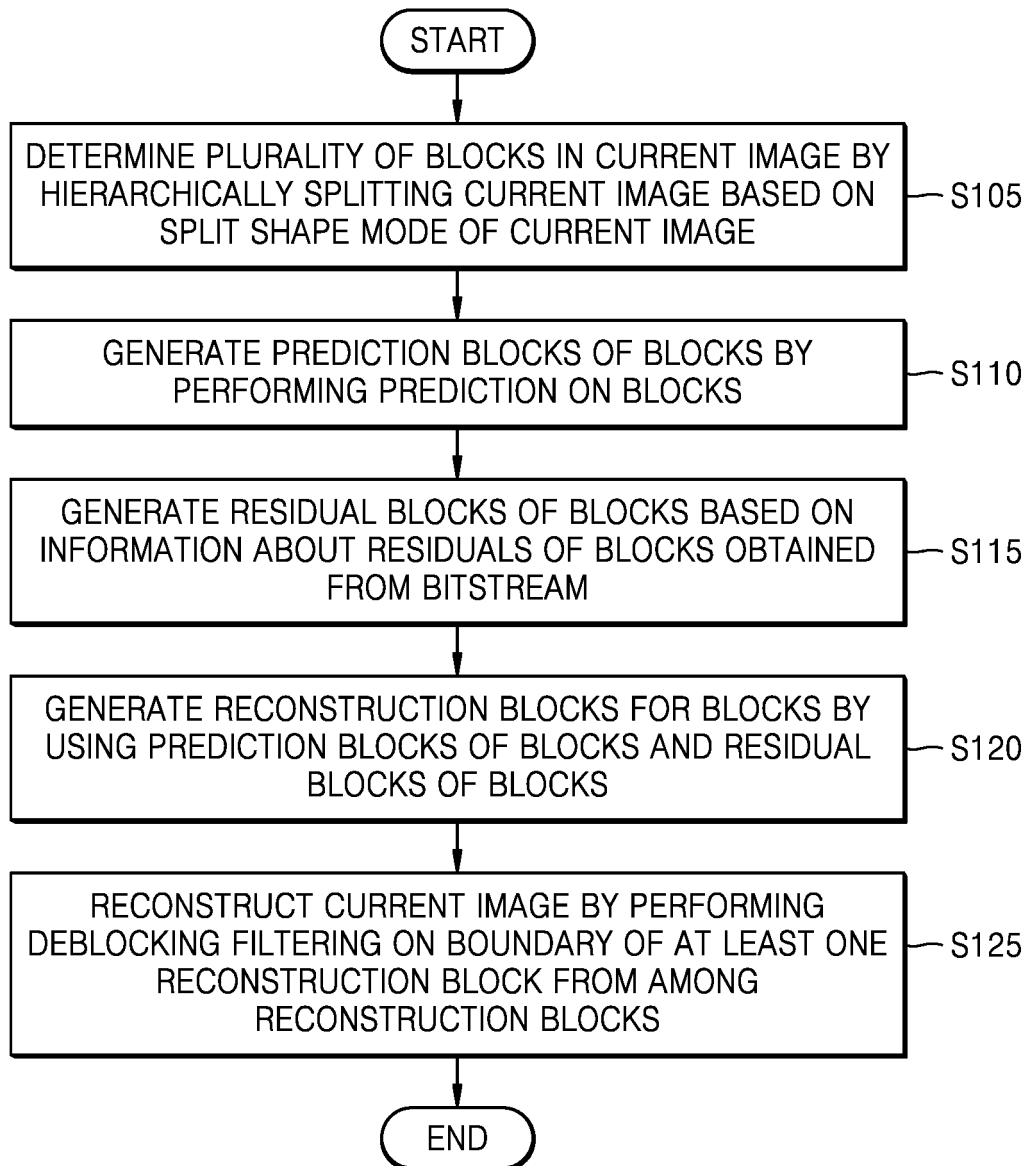 START
DETERMINE PLURALITY OF BLOCKS IN CURRENT IMAGE BY
HIERARCHICALLY SPLITTING CURRENT IMAGE BASED ON
SPLIT SHAPE MODE OF CURRENT IMAGE
S105
GENERATE PREDICTION BLOCKS OF BLOCKS BY
PERFORMING PREDICTION ON BLOCKS
S110
GENERATE RESIDUAL BLOCKS OF BLOCKS BASED ON
INFORMATION ABOUT RESIDUALS OF BLOCKS OBTAINED
FROM BITSTREAM
S115
GENERATE RECONSTRUCTION BLOCKS FOR BLOCKS BY
USING PREDICTION BLOCKS OF BLOCKS AND RESIDUAL
BLOCKS OF BLOCKS
S120
RECONSTRUCT CURRENT IMAGE BY PERFORMING
DEBLOCKING FILTERING ON BOUNDARY OF AT LEAST ONE
RECONSTRUCTION BLOCK FROM AMONG
RECONSTRUCTION BLOCKS
S125
END